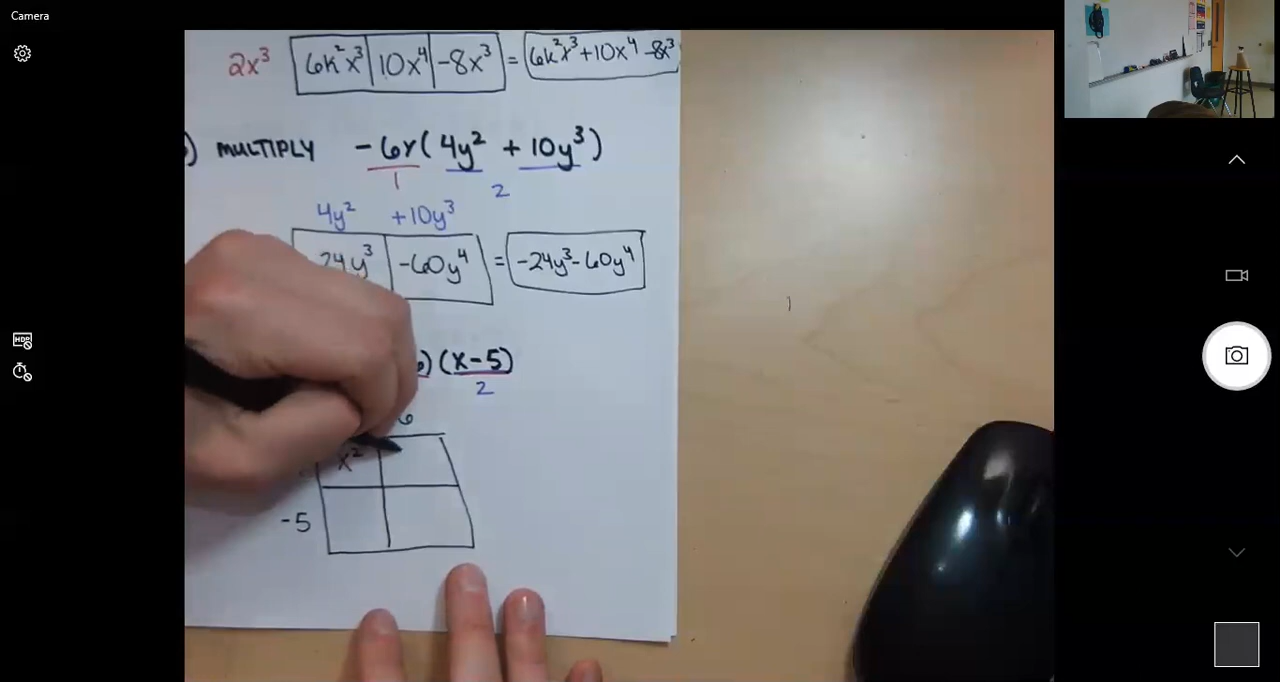 Camera
2x³ 6k²x³ 10x⁴ -8x³ = 6k²x³+10x⁴-8x³
) MULTIPLY -6y(4y² + 10y³)
1 2
4y² +10y³
24y³ -60y⁴ = -24y³-60y⁴
)(x-5)
2
6
x²
-5